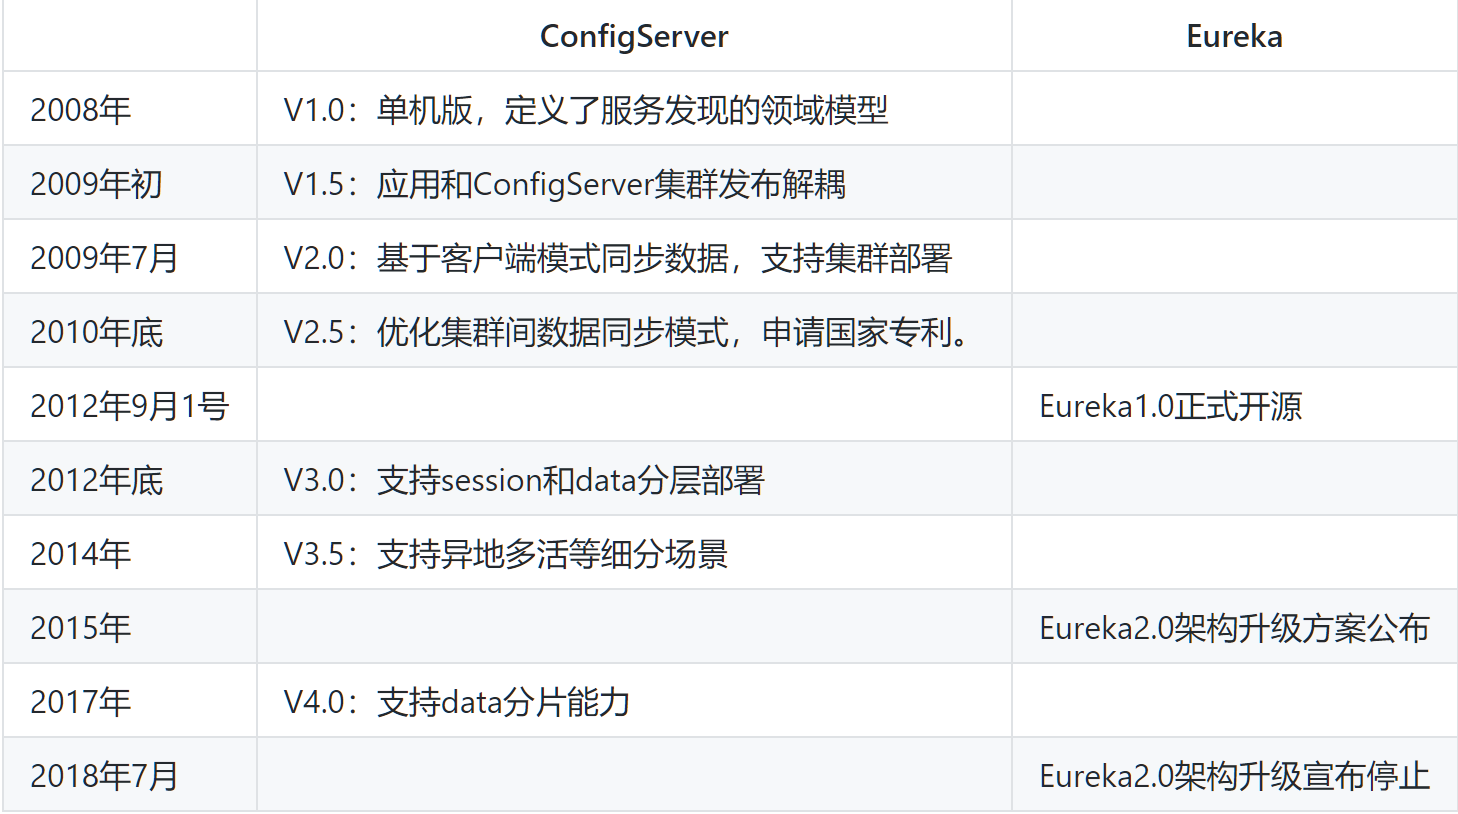 ConfigServer Eureka
2008年 V1.0：单机版，定义了服务发现的领域模型
2009年初 V1.5：应用和ConfigServer集群发布解耦
2009年7月 V2.0：基于客户端模式同步数据，支持集群部署
2010年底 V2.5：优化集群间数据同步模式，申请国家专利。
2012年9月1号 Eureka1.0正式开源
2012年底 V3.0：支持session和data分层部署
2014年 V3.5：支持异地多活等细分场景
2015年 Eureka2.0架构升级方案公布
2017年 V4.0：支持data分片能力
2018年7月 Eureka2.0架构升级宣布停止